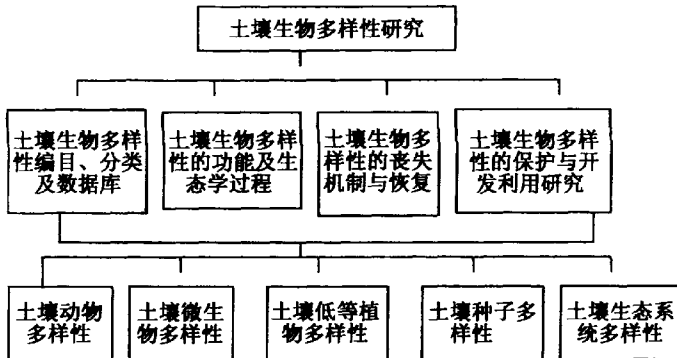 土壤生物多样性研究
土壤生物多样
性编目、分类
及数据库
土壤生物多样
性的功能及生
态学过程
土壤生物多
样性的丧失
机制与恢复
土壤生物多样
性的保护与开
发利用研究
土壤动物
多样性
土壤微生
物多样性
土壤低等植
物多样性
土壤种子多
样性
土壤生态系
统多样性